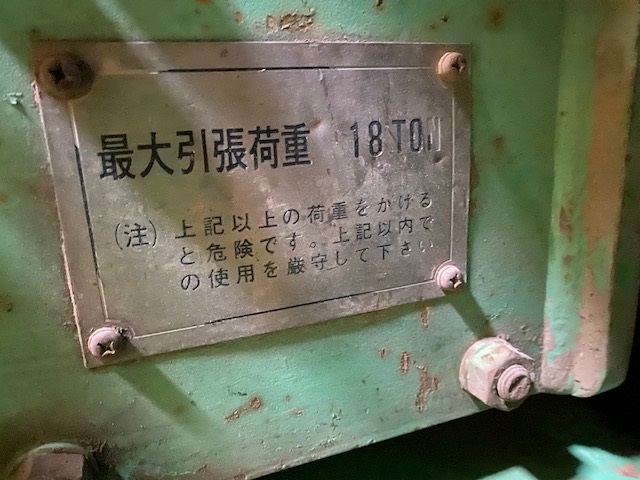 最大引張荷重 18TON
(注) 上記以上の荷重をかける
と危険です。上記以内で
の使用を厳守して下さい